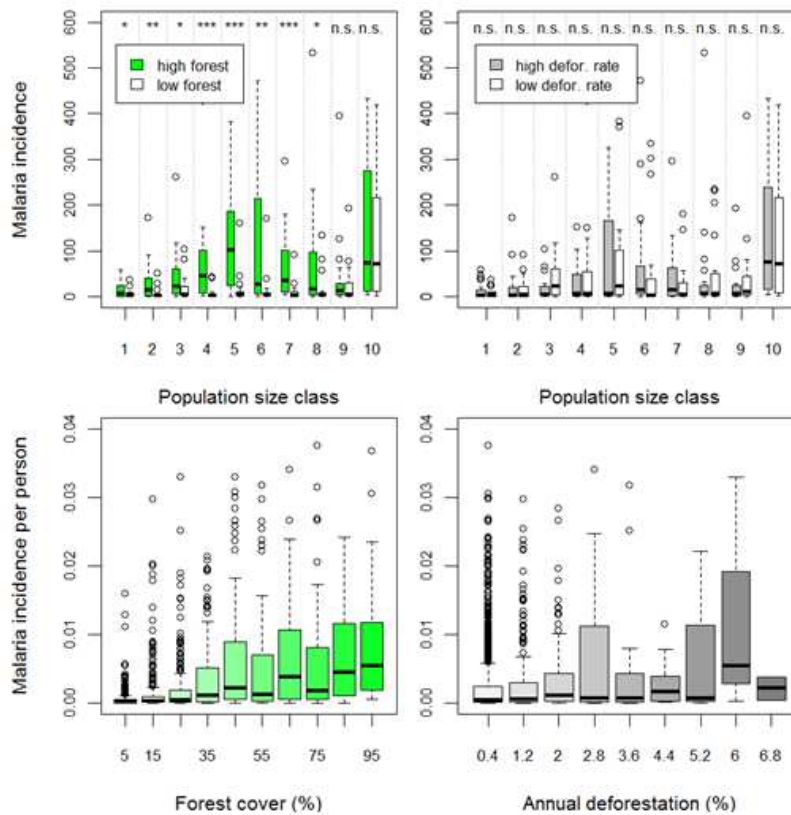 * ** * *** *** ** *** * n.s. n.s.
high forest
low forest
Malaria incidence
600
500
400
300
200
100
0
1 2 3 4 5 6 7 8 9 10
Population size class
n.s. n.s. n.s. n.s. n.s. n.s. n.s. n.s. n.s. n.s.
high defor. rate
low defor. rate
600
500
400
300
200
100
0
1 2 3 4 5 6 7 8 9 10
Population size class
Malaria incidence per person
0.04
0.03
0.02
0.01
0.00
5 15 35 55 75 95
Forest cover (%)
0.04
0.03
0.02
0.01
0.00
0.4 1.2 2 2.8 3.6 4.4 5.2 6 6.8
Annual deforestation (%)